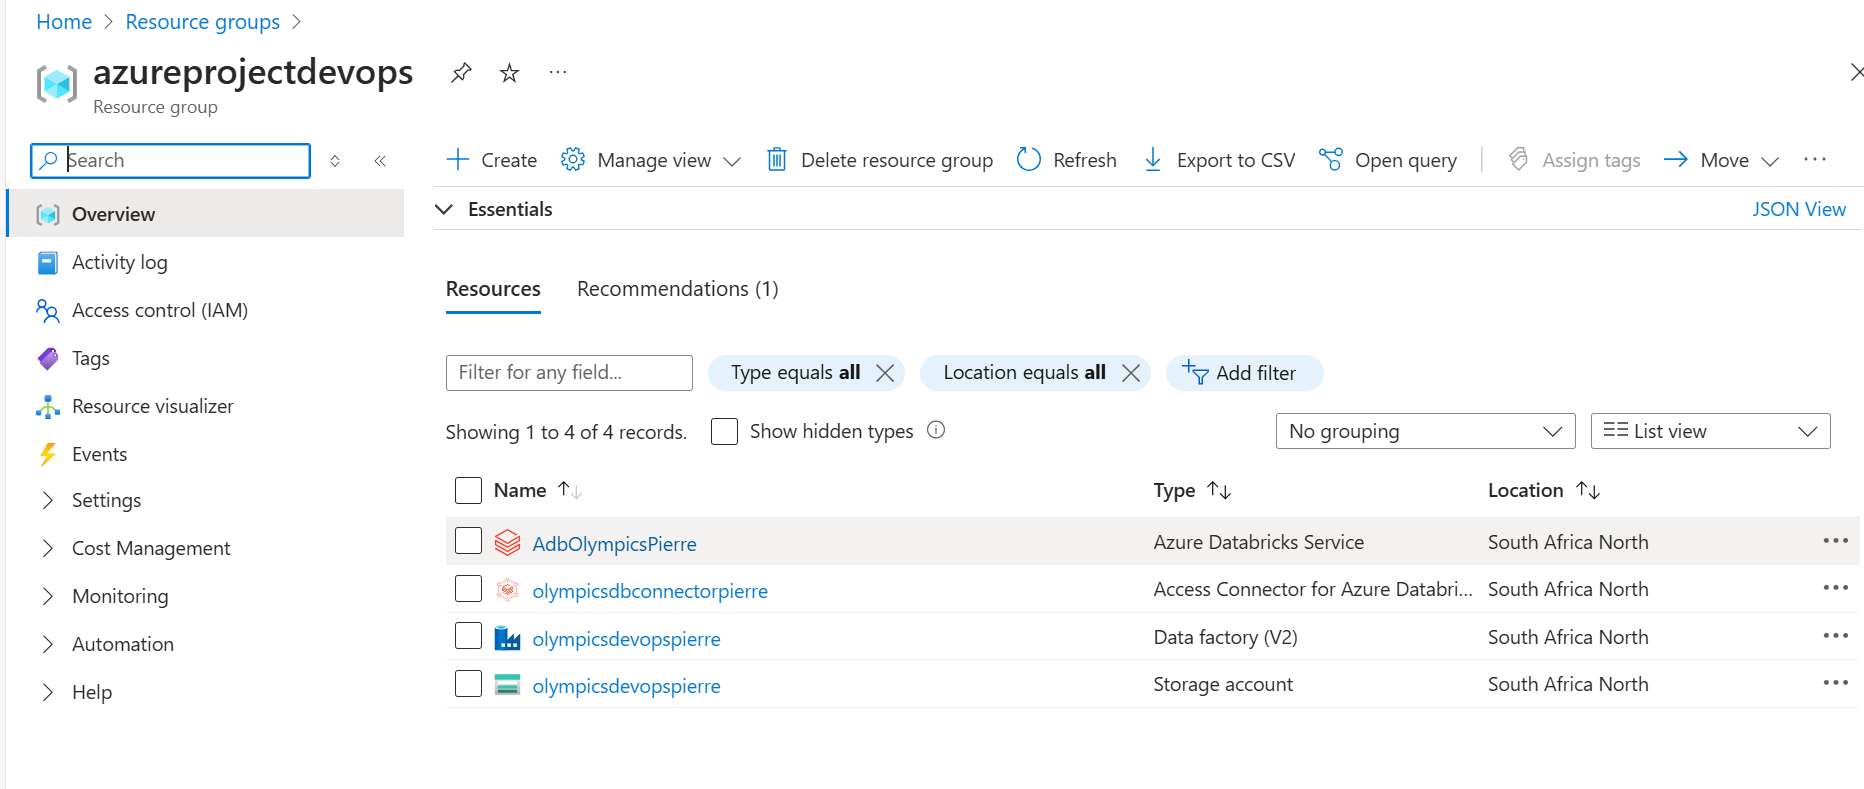 Home > Resource groups >
azureprojectdevops
Resource group
Search
Create Manage view Delete resource group Refresh Export to CSV Open query Assign tags Move
Overview
Activity log
Access control (IAM)
Tags
Resource visualizer
Events
Settings
Cost Management
Monitoring
Automation
Help
Essentials JSON View
Resources Recommendations (1)
Filter for any field... Type equals all Location equals all Add filter
Showing 1 to 4 of 4 records. Show hidden types No grouping List view
Name Type Location
AdbOlympicsPierre Azure Databricks Service South Africa North
olympicsdbconnectorpierre Access Connector for Azure Databri... South Africa North
olympicsdevopspierre Data factory (V2) South Africa North
olympicsdevopspierre Storage account South Africa North